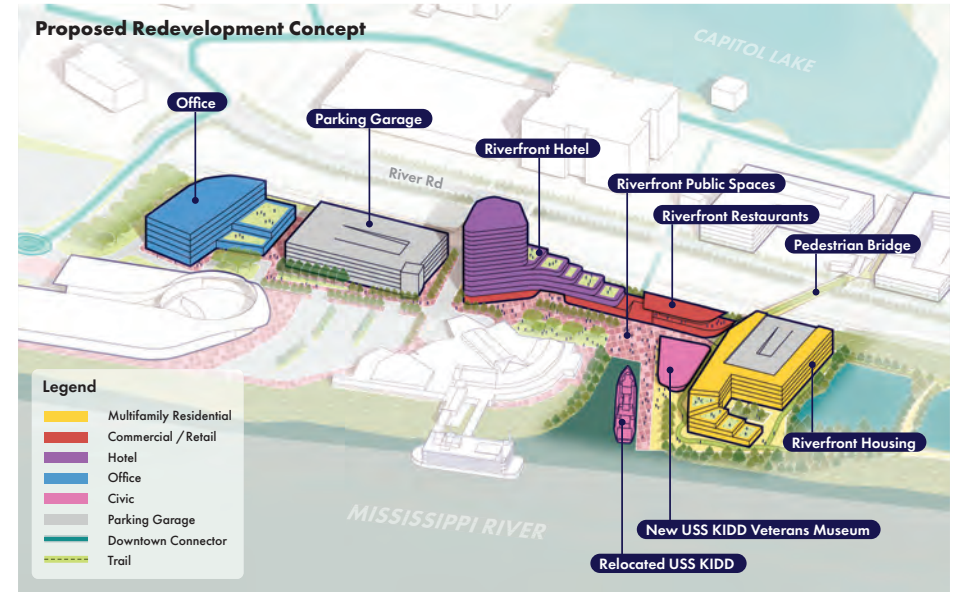 Proposed Redevelopment Concept
CAPITOL LAKE
Office
Parking Garage
Riverfront Hotel
River Rd
Riverfront Public Spaces
Riverfront Restaurants
Pedestrian Bridge
Legend
Multifamily Residential
Commercial / Retail
Hotel
Office
Civic
Parking Garage
Downtown Connector
Trail
Riverfront Housing
MISSISSIPPI RIVER
New USS KIDD Veterans Museum
Relocated USS KIDD